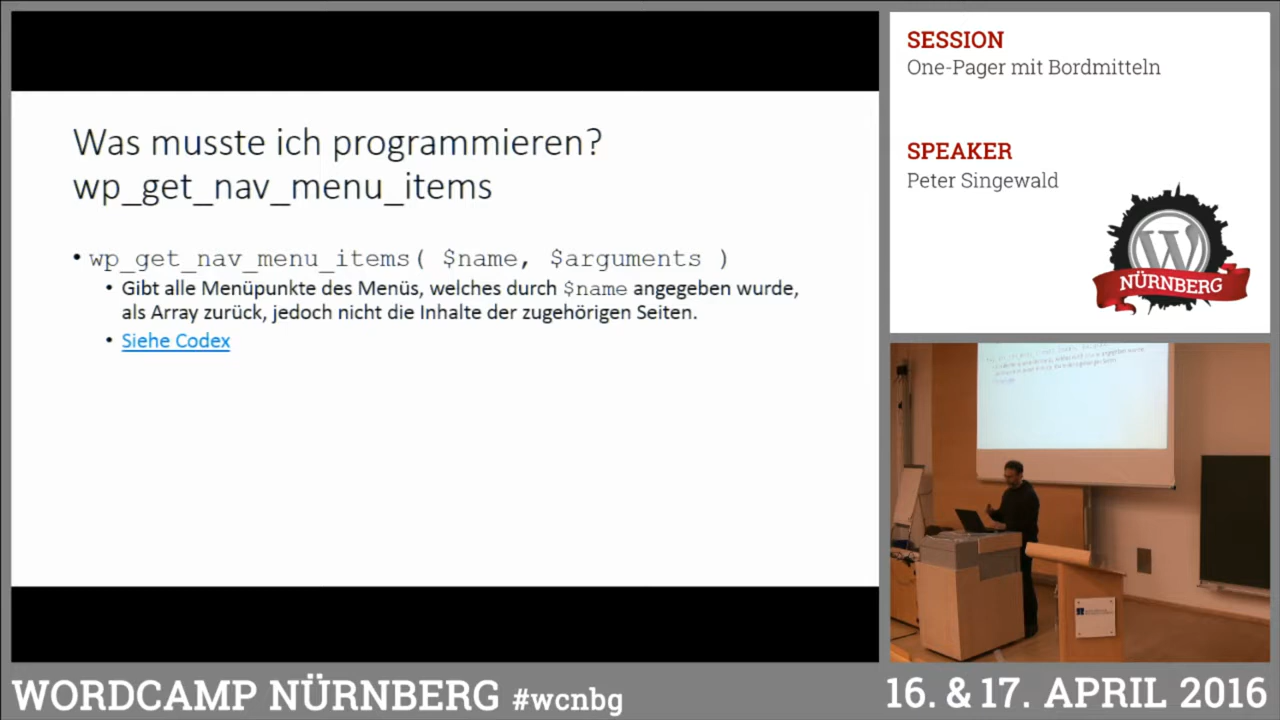 Was musste ich programmieren?
wp_get_nav_menu_items
• wp_get_nav_menu_items( $name, $arguments )
• Gibt alle Menüpunkte des Menüs, welches durch $name angegeben wurde,
als Array zurück, jedoch nicht die Inhalte der zugehörigen Seiten.
• Siehe Codex
SESSION
One-Pager mit Bordmitteln
SPEAKER
Peter Singewald
NÜRNBERG
WORDCAMP NÜRNBERG #wcnbg
16. & 17. APRIL 2016